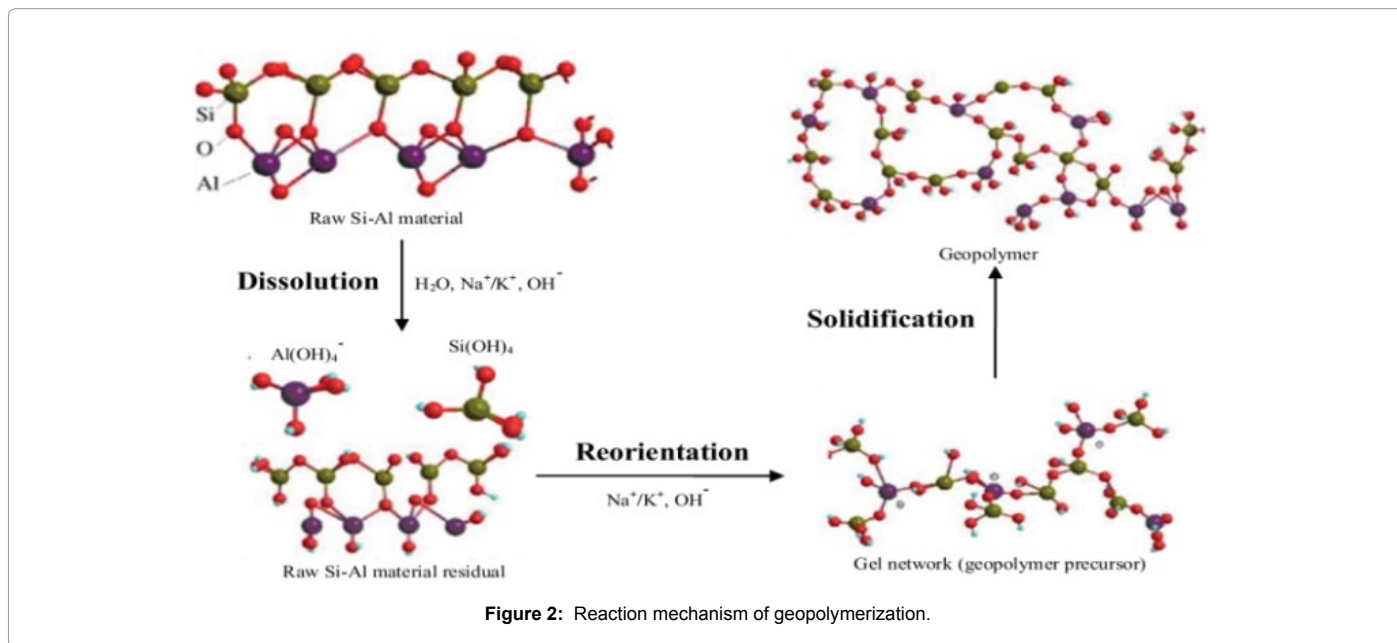 Si
O
Al
Raw Si-Al material
Dissolution
H₂O, Na⁺/K⁺, OH⁻
Al(OH)₄⁻
Si(OH)₄
Raw Si-Al material residual
Reorientation
Na⁺/K⁺, OH⁻
Gel network (geopolymer precursor)
Solidification
Geopolymer
Figure 2: Reaction mechanism of geopolymerization.